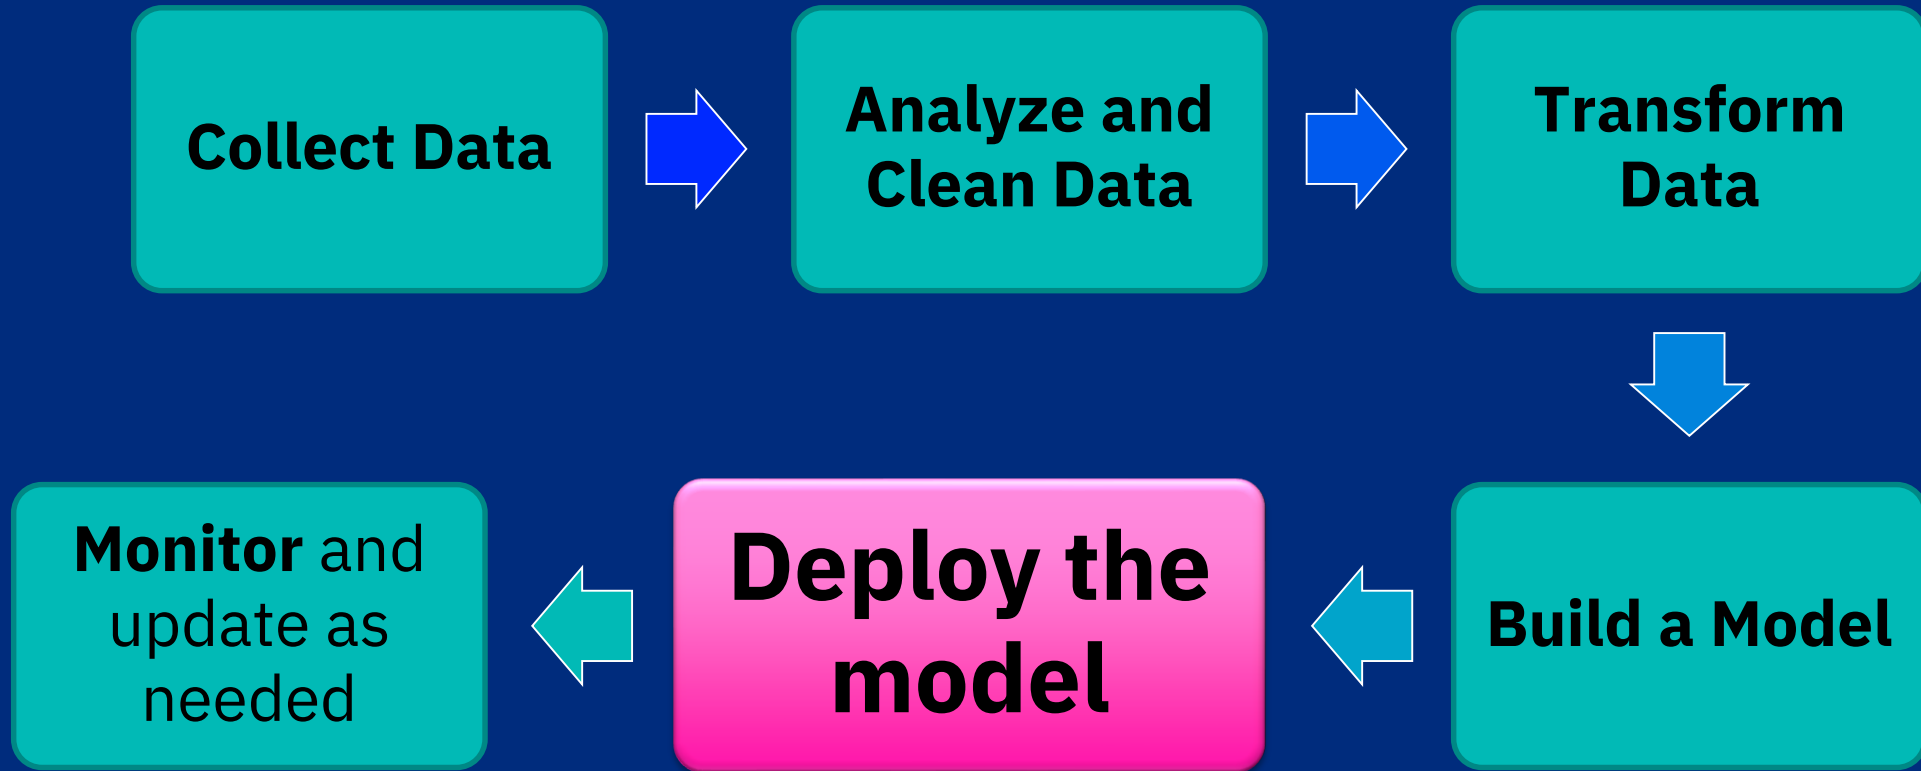 Collect Data
Analyze and
Clean Data
Transform
Data
Build a Model
Deploy the
model
Monitor and
update as
needed